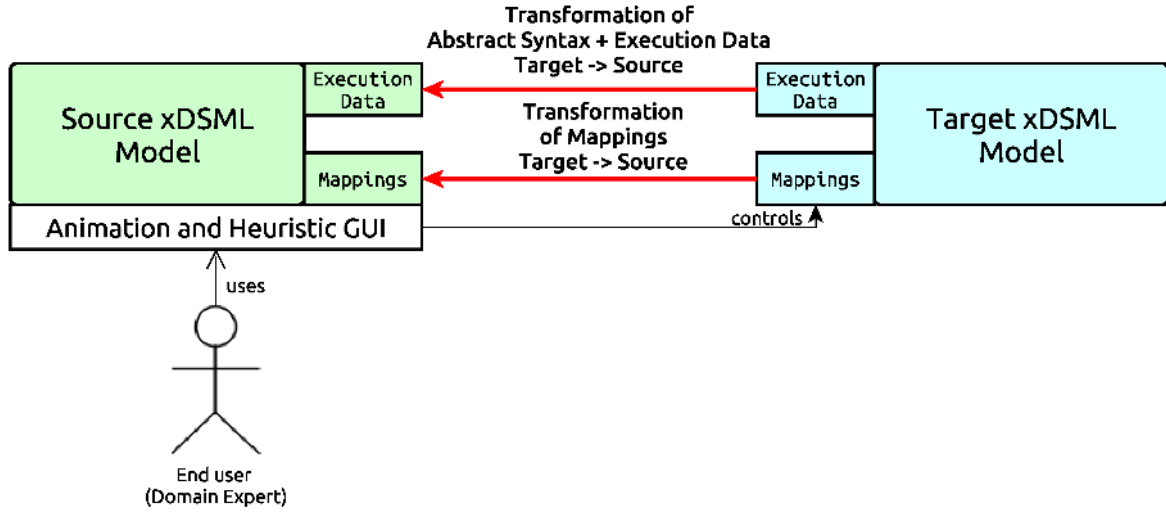 Transformation of
Abstract Syntax + Execution Data
Target -> Source
Execution
Data
Execution
Data
Source xDSML
Model
Target xDSML
Model
Transformation
of Mappings
Target -> Source
Mappings
Mappings
Animation and Heuristic GUI
controls
uses
End user
(Domain Expert)